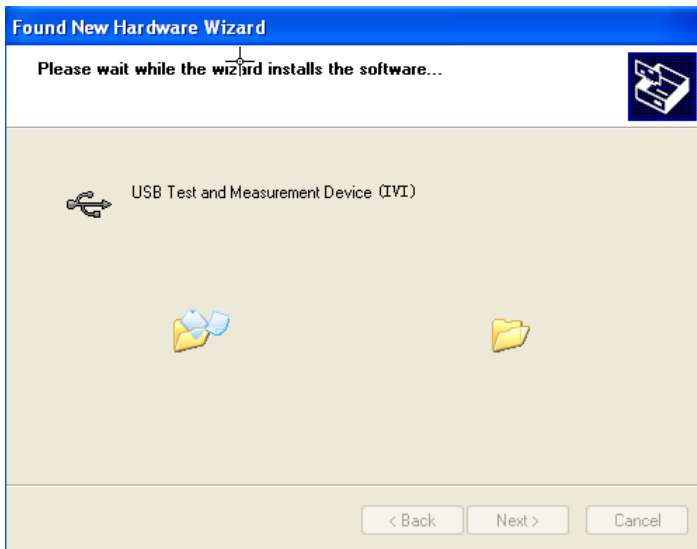 Found New Hardware Wizard
Please wait while the wizard installs the software...
USB Test and Measurement Device (IVI)
< Back
Next >
Cancel